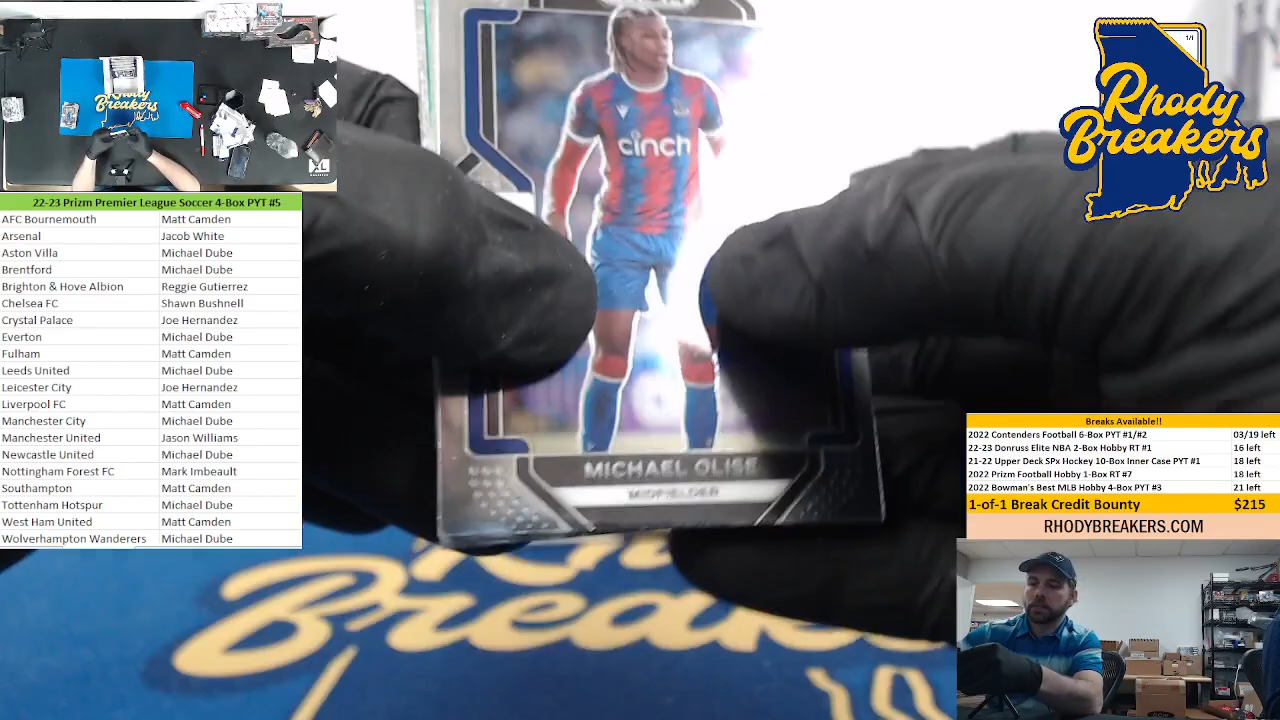 Rhody
Breakers
1/1
Rhody
Breakers
XL
22-23 Prizm Premier League Soccer 4-Box PYT #5
AFC Bournemouth Matt Camden
Arsenal Jacob White
Aston Villa Michael Dube
Brentford Michael Dube
Brighton & Hove Albion Reggie Gutierrez
Chelsea FC Shawn Bushnell
Crystal Palace Joe Hernandez
Everton Michael Dube
Fulham Matt Camden
Leeds United Michael Dube
Leicester City Joe Hernandez
Liverpool FC Matt Camden
Manchester City Michael Dube
Manchester United Jason Williams
Newcastle United Michael Dube
Nottingham Forest FC Mark Imbeault
Southampton Matt Camden
Tottenham Hotspur Michael Dube
West Ham United Matt Camden
Wolverhampton Wanderers Michael Dube
cinch
MICHAEL OLISE
MIDFIELDER
Breakers
Breaks Available!!
2022 Contenders Football 6-Box PYT #1/#2 03/19 left
22-23 Donruss Elite NBA 2-Box Hobby RT #1 16 left
21-22 Upper Deck SPx Hockey 10-Box Inner Case PYT #1 18 left
2022 Prizm Football Hobby 1-Box RT #7 18 left
2022 Bowman's Best MLB Hobby 4-Box PYT #3 21 left
1-of-1 Break Credit Bounty $215
RHODYBREAKERS.COM